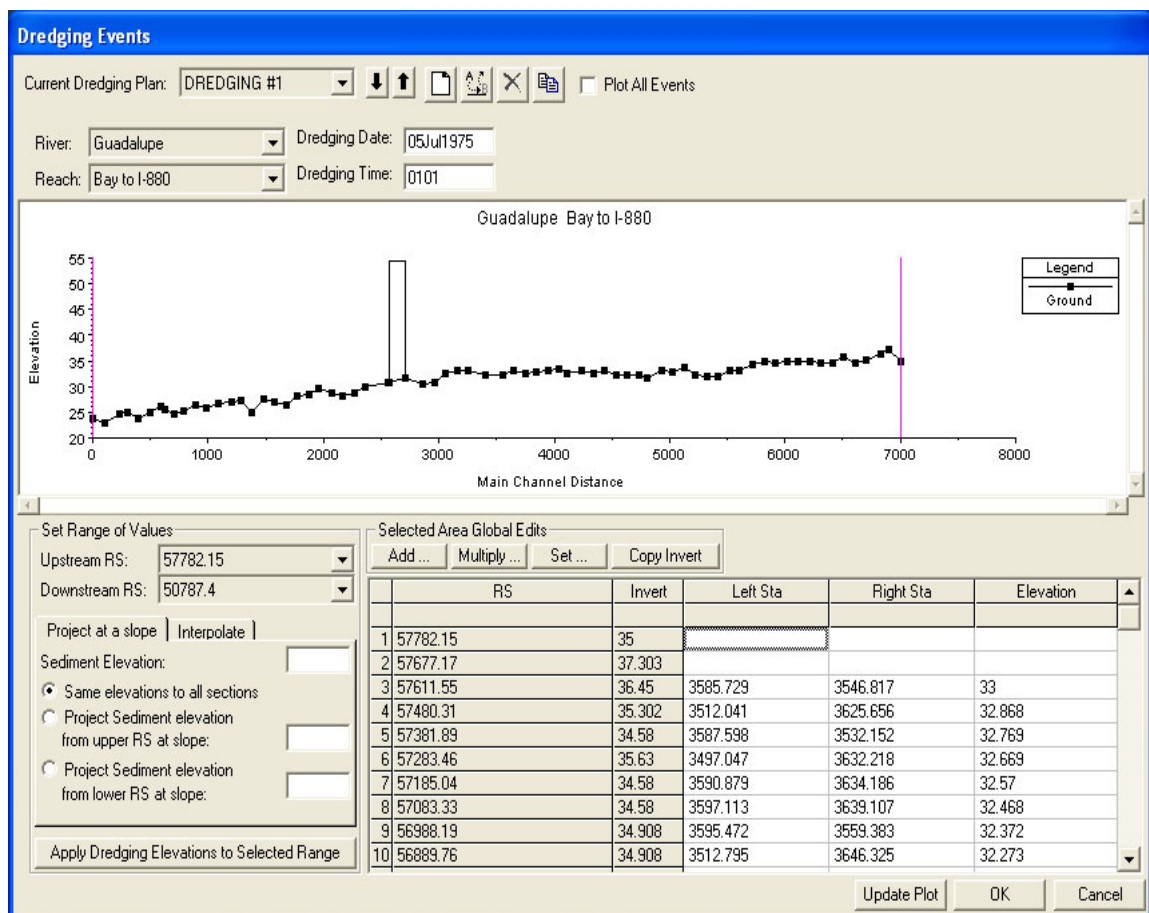 Dredging Events
Current Dredging Plan: DREDGING #1 Plot All Events
River: Guadalupe Dredging Date: 05Jul1975
Reach: Bay to I-880 Dredging Time: 0101
Guadalupe Bay to I-880
Elevation
55
50
45
40
35
30
25
20
0 1000 2000 3000 4000 5000 6000 7000 8000
Main Channel Distance
Legend
Ground
Set Range of Values
Upstream RS: 57782.15
Downstream RS: 50787.4
Project at a slope Interpolate
Sediment Elevation:
Same elevations to all sections
Project Sediment elevation
from upper RS at slope:
Project Sediment elevation
from lower RS at slope:
Apply Dredging Elevations to Selected Range
Selected Area Global Edits
Add ... Multiply ... Set ... Copy Invert
RS Invert Left Sta Right Sta Elevation
1 57782.15 35
2 57677.17 37.303
3 57611.55 36.45 3585.729 3546.817 33
4 57480.31 35.302 3512.041 3625.656 32.868
5 57381.89 34.58 3587.598 3532.152 32.769
6 57283.46 35.63 3497.047 3632.218 32.669
7 57185.04 34.58 3590.879 3634.186 32.57
8 57083.33 34.58 3597.113 3639.107 32.468
9 56988.19 34.908 3595.472 3559.383 32.372
10 56889.76 34.908 3512.795 3646.325 32.273
Update Plot OK Cancel